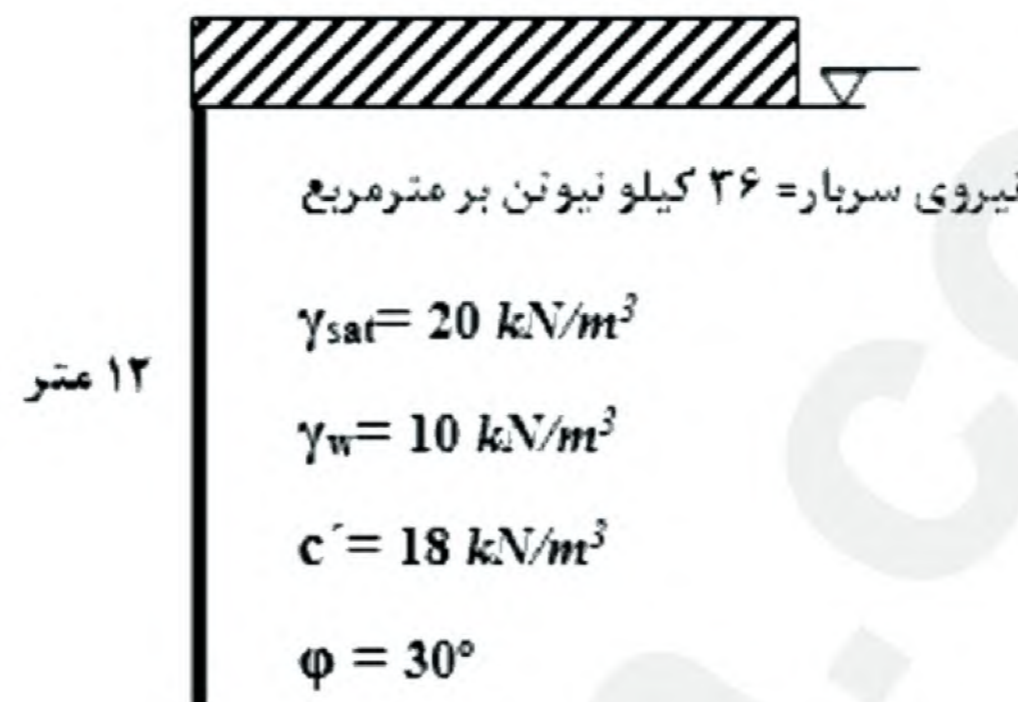 نیروی سربار= ۳۶ کیلو نیوتن بر مترمربع
γsat= 20 kN/m³
۱۲ متر
γw= 10 kN/m³
c´= 18 kN/m³
φ = 30°